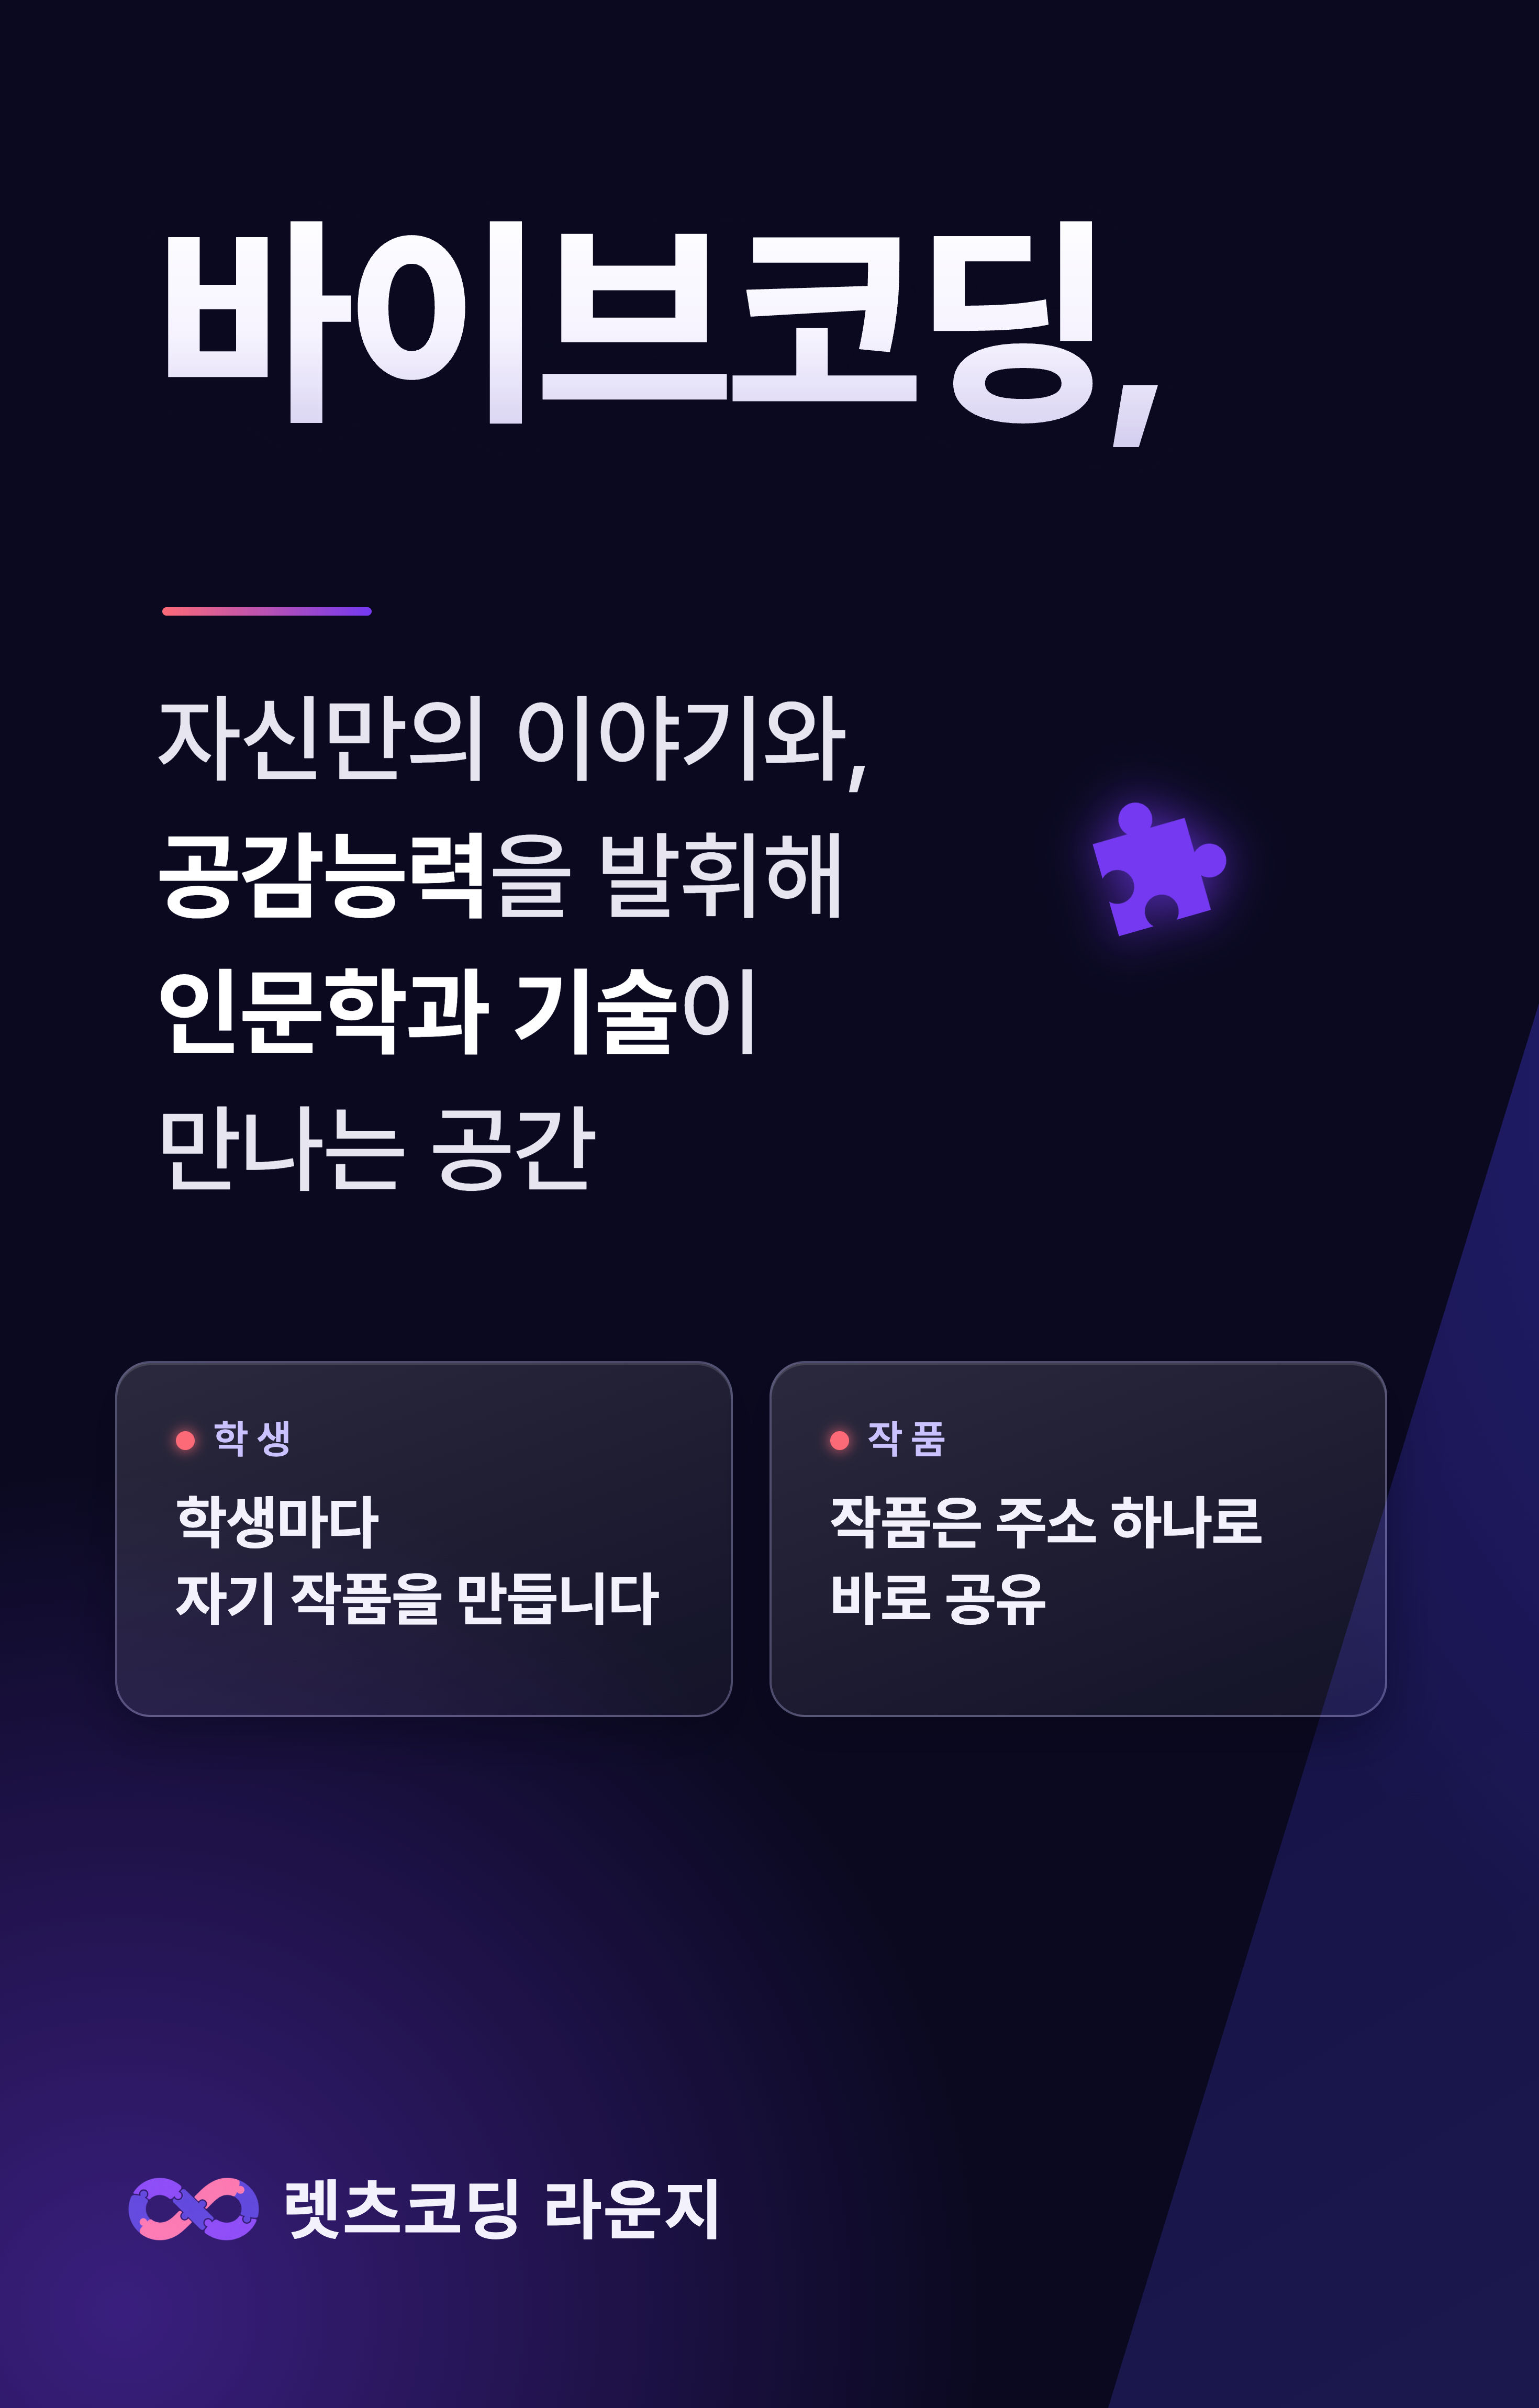 바이브코딩,
자신만의 이야기와,
공감능력을 발휘해
인문학과 기술이
만나는 공간
학생
학생마다
자기 작품을 만듭니다
작품
작품은 주소 하나로
바로 공유
렛츠코딩 라운지